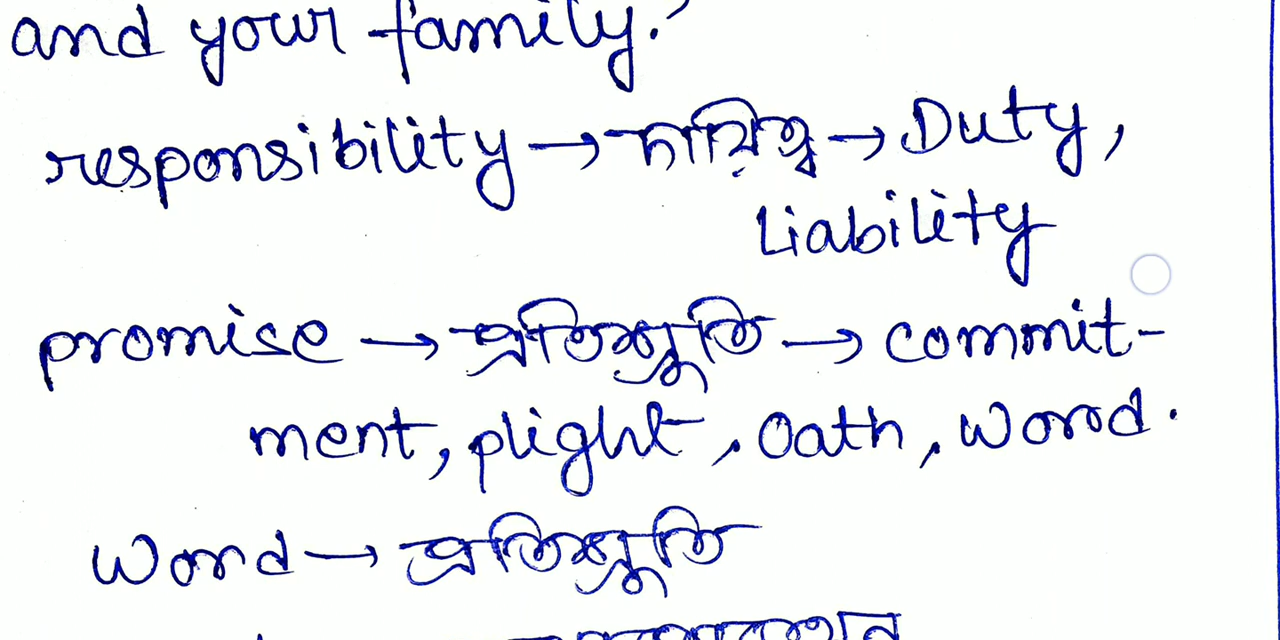 and your family?
responsibility → দায়িত্ব → Duty,
Liability
promise → প্রতিশ্রুতি → commit-
ment, plight, Oath, word.
word → প্রতিশ্রুতি